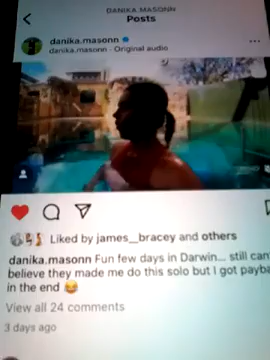 DANIKA.MASONN
Posts
danika.masonn
danika.masonn · Original audio
Liked by james__bracey and others
danika.masonn Fun few days in Darwin... still can
believe they made me do this solo but I got payba
in the end 😂
View all 24 comments
3 days ago